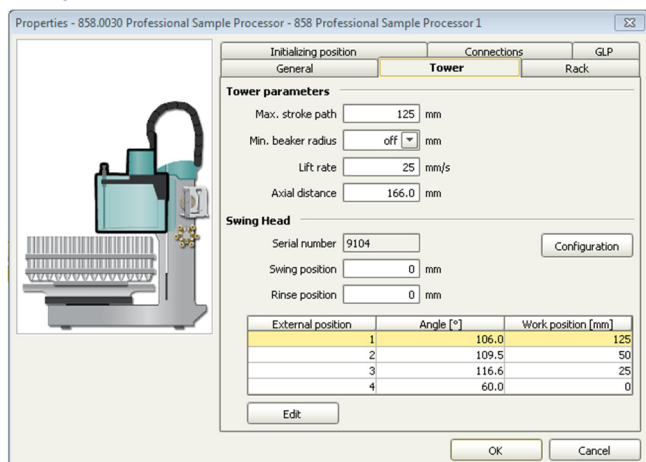 Properties - 858.0030 Professional Sample Processor - 858 Professional Sample Processor 1
Initializing position Connections GLP
General Tower Rack
Tower parameters
Max. stroke path 125 mm
Min. beaker radius off mm
Lift rate 25 mm/s
Axial distance 166.0 mm
Swing Head
Serial number 9104 Configuration
Swing position 0 mm
Rinse position 0 mm
External position Angle [°] Work position [mm]
1 106.0 125
2 109.5 50
3 116.6 25
4 60.0 0
Edit
OK Cancel